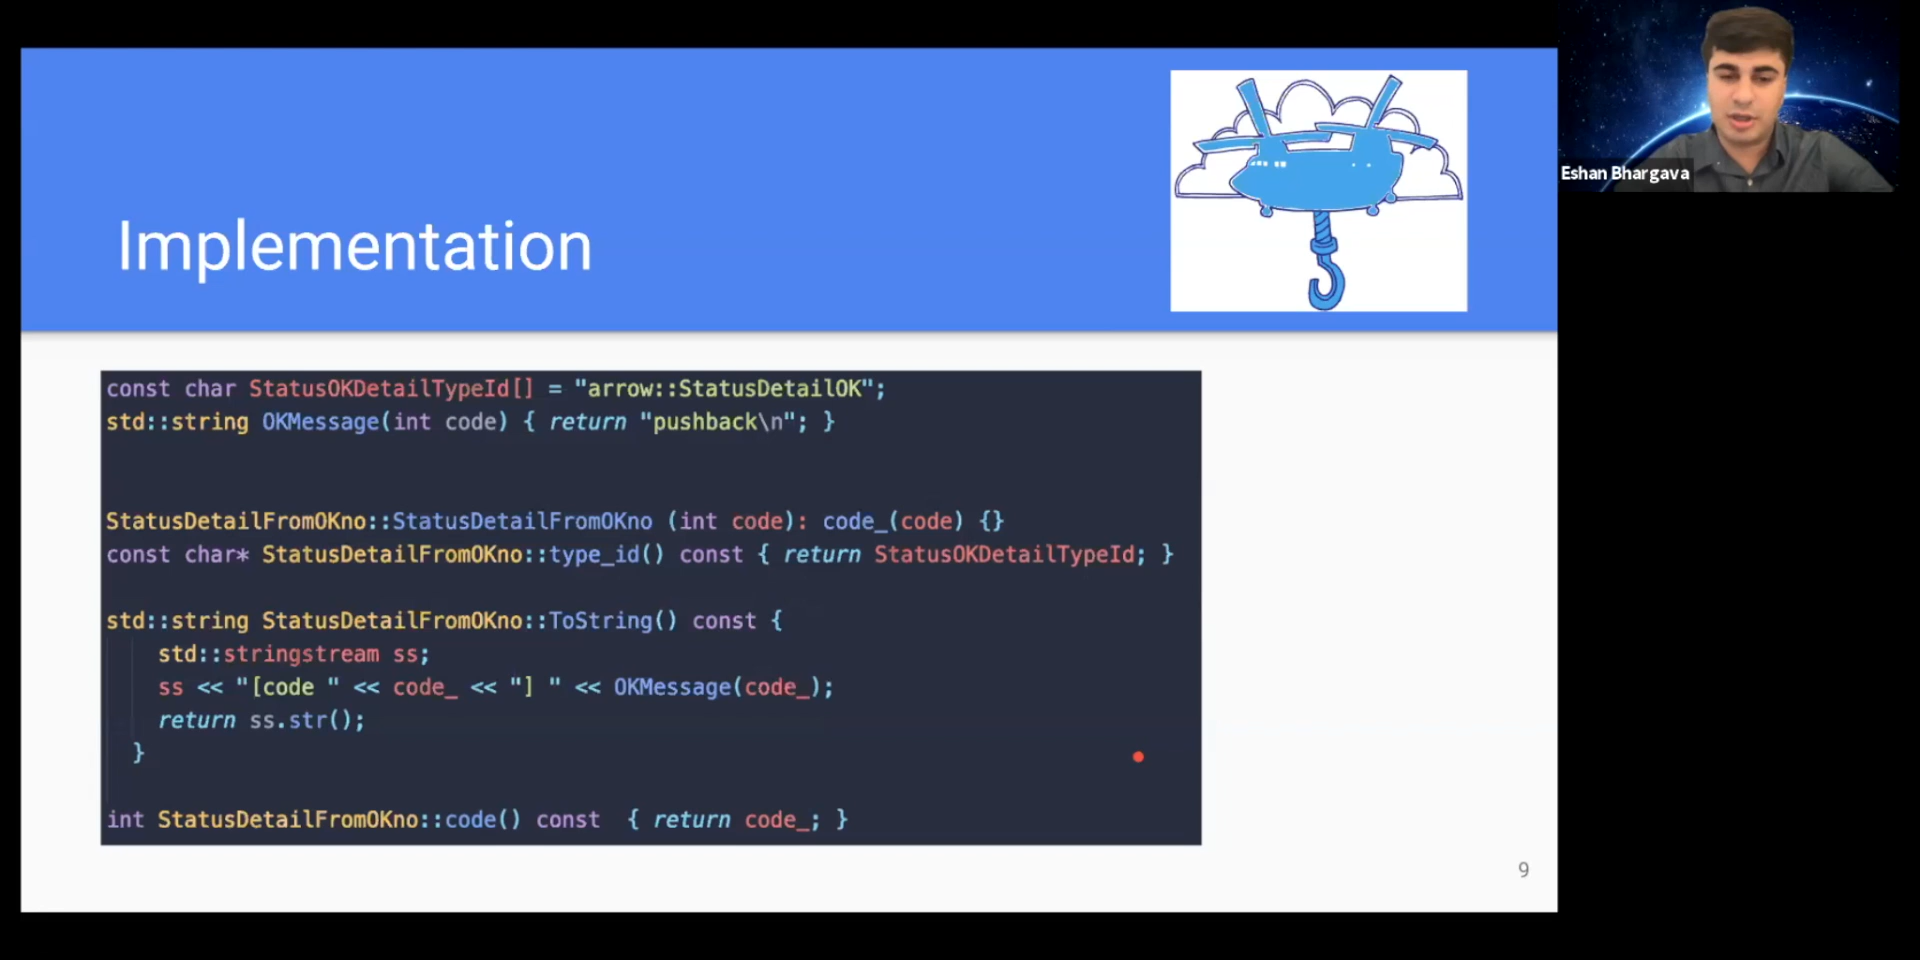 Implementation
Eshan Bhargava
const char StatusOKDetailTypeId[] = "arrow::StatusDetailOK";
std::string OKMessage(int code) { return "pushback\n"; }
StatusDetailFromOKno::StatusDetailFromOKno (int code): code_(code) {}
const char* StatusDetailFromOKno::type_id() const { return StatusOKDetailTypeId; }
std::string StatusDetailFromOKno::ToString() const {
std::stringstream ss;
ss << "[code " << code_ << "] " << OKMessage(code_);
return ss.str();
}
int StatusDetailFromOKno::code() const  { return code_; }
9